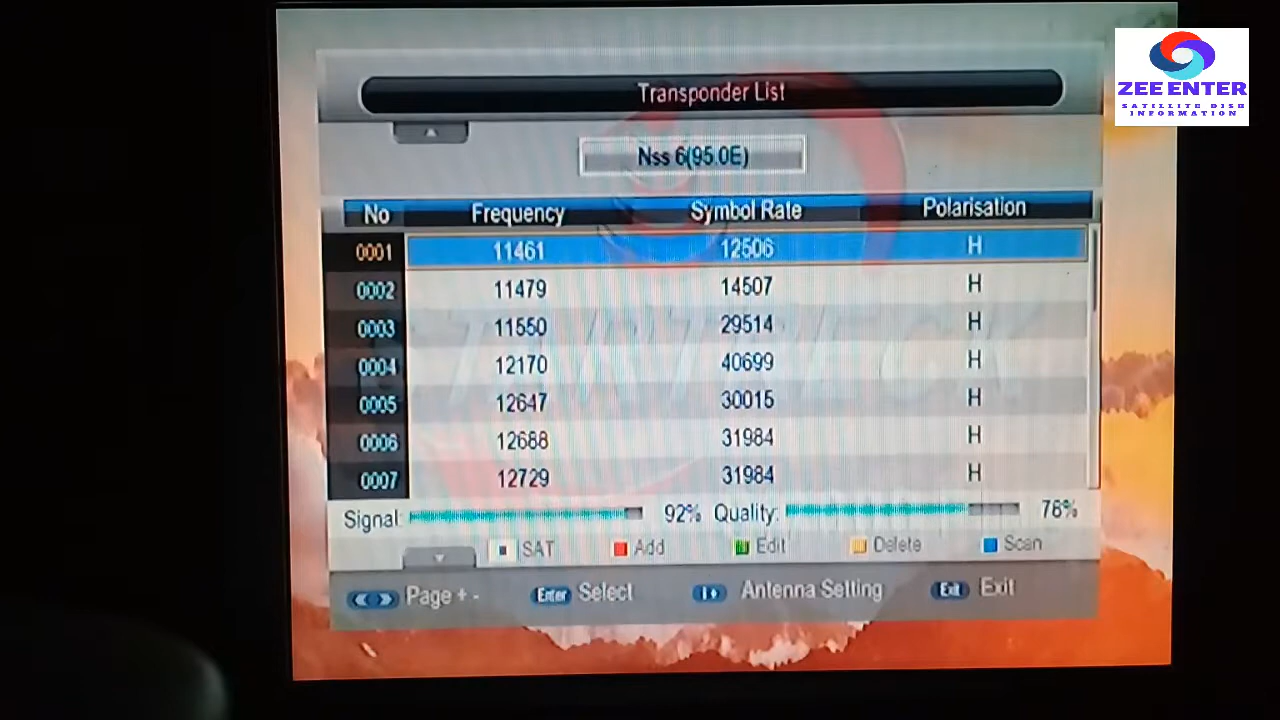 ZEE ENTER
SATILLITE DISH
INFORMATION
Transponder List
Nss 6(95.0E)
No Frequency Symbol Rate Polarisation
0001 11461 12506 H
0002 11479 14507 H
0003 11550 29514 H
0004 12170 40699 H
0005 12647 30015 H
0006 12688 31984 H
0007 12729 31984 H
Signal: 92% Quality: 76%
SAT Add Edit Delete Scan
Page + - Enter Select i+ Antenna Setting Exit Exit